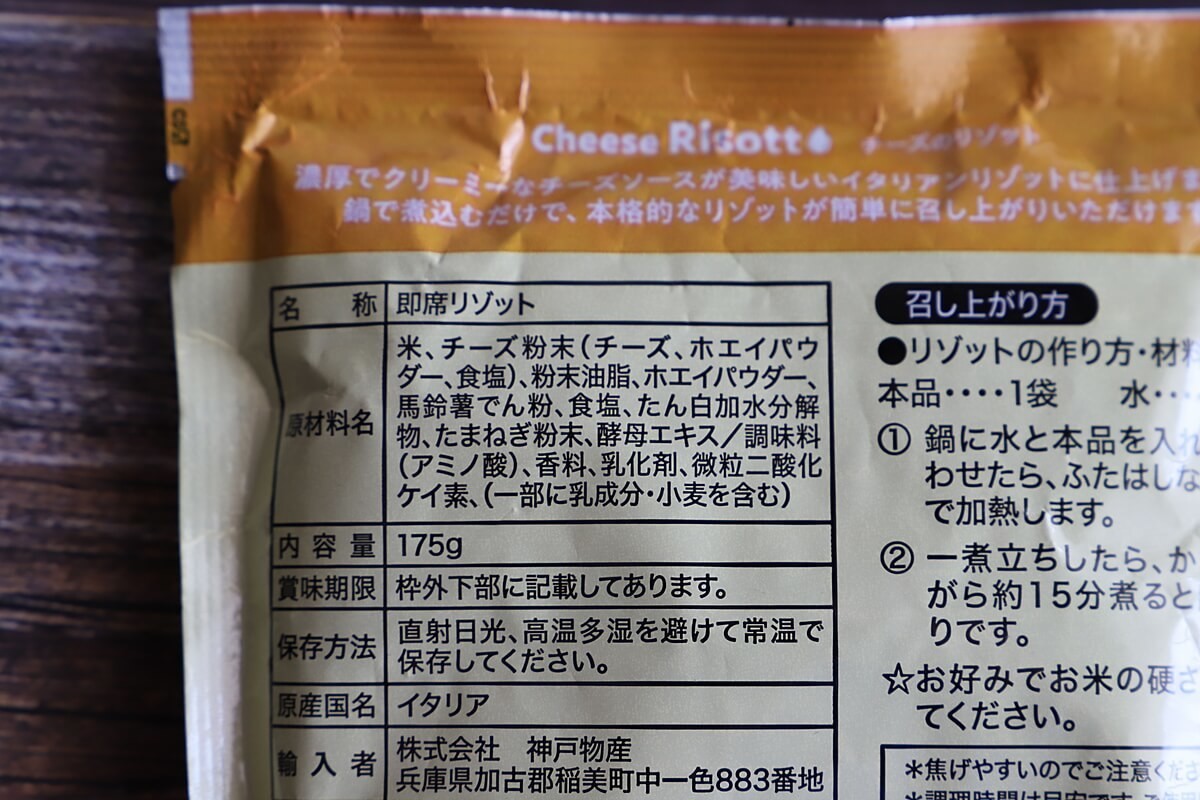 Cheese Risotto チーズのリゾット
濃厚でクリーミーなチーズソースが美味しいイタリアンリゾットに仕上げま
鍋で煮込むだけで、本格的なリゾットが簡単に召し上がりいただけます
名称 即席リゾット
原材料名
米、チーズ粉末(チーズ、ホエイパウ
ダー、食塩)、粉末油脂、ホエイパウダー、
馬鈴薯でん粉、食塩、たん白加水分解
物、たまねぎ粉末、酵母エキス/調味料
(アミノ酸)、香料、乳化剤、微粒二酸化
ケイ素、(一部に乳成分・小麦を含む)
内容量 175g
賞味期限 枠外下部に記載してあります。
保存方法
直射日光、高温多湿を避けて常温で
保存してください。
原産国名 イタリア
輸入者
株式会社 神戸物産
兵庫県加古郡稲美町中一色883番地
召し上がり方
●リゾットの作り方・材料
本品････1袋 水･･･
① 鍋に水と本品を入れ
わせたら、ふたはしな
で加熱します。
② 一煮立ちしたら、か
がら約15分煮ると
りです。
☆お好みでお米の硬さ
てください。
*焦げやすいのでご注意くださ
*調理時間は目安です。ご使用